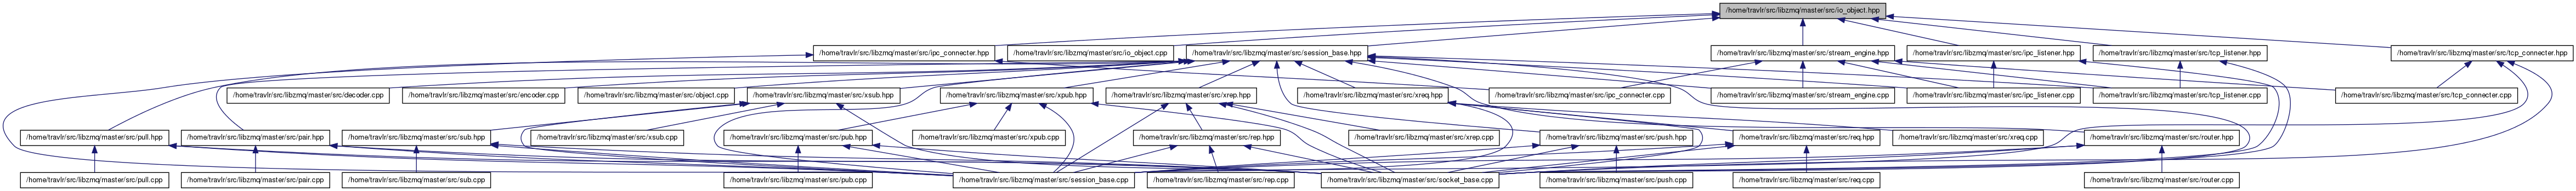 /home/travlr/src/libzmq/master/src/io_object.hpp
/home/travlr/src/libzmq/master/src/ipc_connecter.hpp
/home/travlr/src/libzmq/master/src/io_object.cpp
/home/travlr/src/libzmq/master/src/session_base.hpp
/home/travlr/src/libzmq/master/src/stream_engine.hpp
/home/travlr/src/libzmq/master/src/ipc_listener.hpp
/home/travlr/src/libzmq/master/src/tcp_listener.hpp
/home/travlr/src/libzmq/master/src/tcp_connecter.hpp
/home/travlr/src/libzmq/master/src/decoder.cpp
/home/travlr/src/libzmq/master/src/encoder.cpp
/home/travlr/src/libzmq/master/src/object.cpp
/home/travlr/src/libzmq/master/src/xsub.hpp
/home/travlr/src/libzmq/master/src/xpub.hpp
/home/travlr/src/libzmq/master/src/xrep.hpp
/home/travlr/src/libzmq/master/src/xreq.hpp
/home/travlr/src/libzmq/master/src/ipc_connecter.cpp
/home/travlr/src/libzmq/master/src/stream_engine.cpp
/home/travlr/src/libzmq/master/src/ipc_listener.cpp
/home/travlr/src/libzmq/master/src/tcp_listener.cpp
/home/travlr/src/libzmq/master/src/tcp_connecter.cpp
/home/travlr/src/libzmq/master/src/pull.hpp
/home/travlr/src/libzmq/master/src/pair.hpp
/home/travlr/src/libzmq/master/src/sub.hpp
/home/travlr/src/libzmq/master/src/xsub.cpp
/home/travlr/src/libzmq/master/src/pub.hpp
/home/travlr/src/libzmq/master/src/xpub.cpp
/home/travlr/src/libzmq/master/src/rep.hpp
/home/travlr/src/libzmq/master/src/xrep.cpp
/home/travlr/src/libzmq/master/src/push.hpp
/home/travlr/src/libzmq/master/src/req.hpp
/home/travlr/src/libzmq/master/src/xreq.cpp
/home/travlr/src/libzmq/master/src/router.hpp
/home/travlr/src/libzmq/master/src/pull.cpp
/home/travlr/src/libzmq/master/src/pair.cpp
/home/travlr/src/libzmq/master/src/sub.cpp
/home/travlr/src/libzmq/master/src/pub.cpp
/home/travlr/src/libzmq/master/src/session_base.cpp
/home/travlr/src/libzmq/master/src/rep.cpp
/home/travlr/src/libzmq/master/src/socket_base.cpp
/home/travlr/src/libzmq/master/src/push.cpp
/home/travlr/src/libzmq/master/src/req.cpp
/home/travlr/src/libzmq/master/src/router.cpp